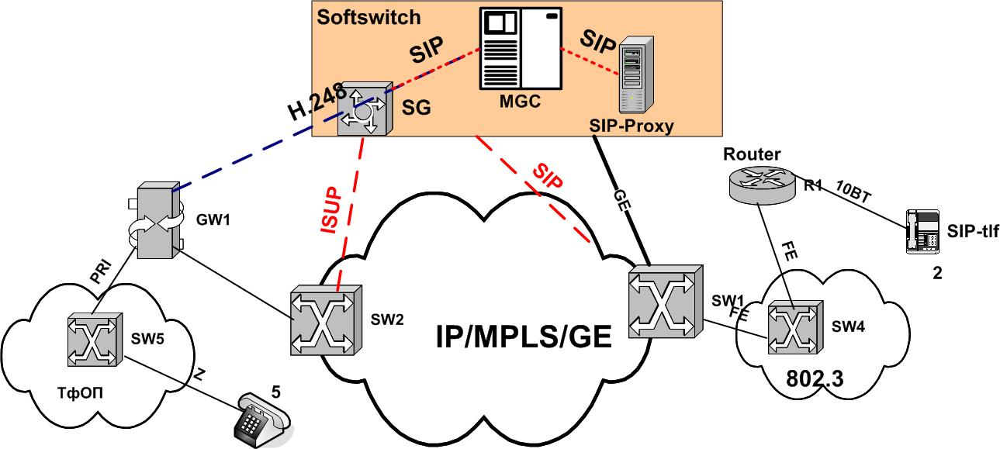 Softswitch
SIP
SIP
MGC
H.248
SG
SIP-Proxy
Router
R1
10BT
SIP
ISUP
GE
GW1
SIP-tlf
2
FE
PRI
SW1
FE
SW2
SW4
IP/MPLS/GE
SW5
802.3
Z
ТфОП
5